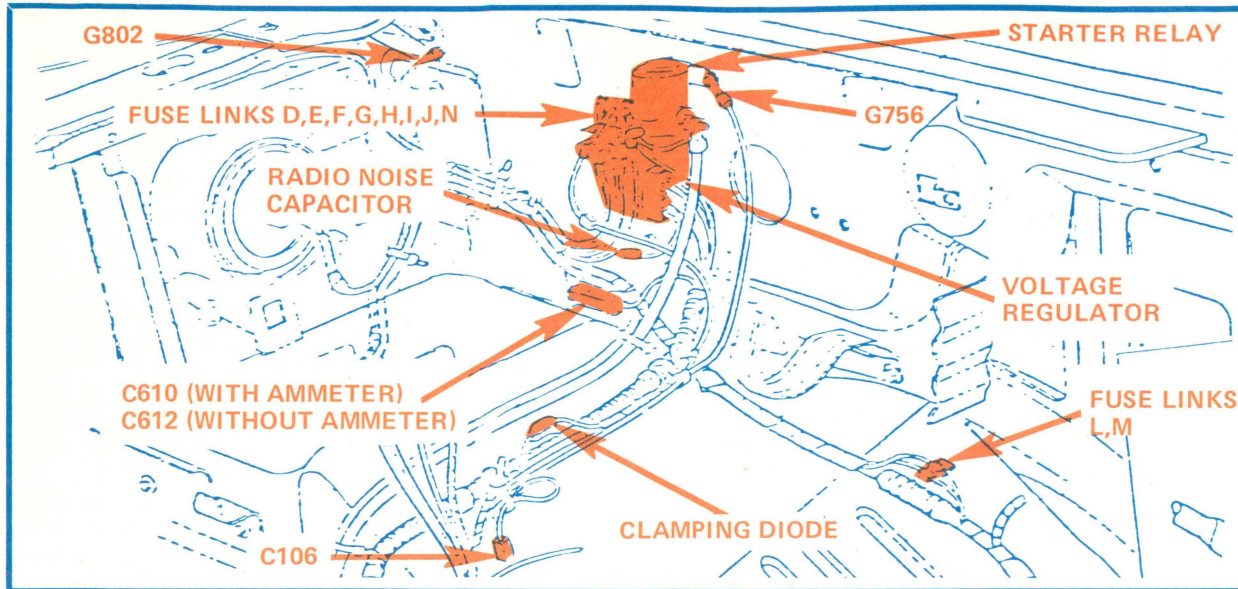 G802
STARTER RELAY
FUSE LINKS D,E,F,G,H,I,J,N
G756
RADIO NOISE
CAPACITOR
VOLTAGE
REGULATOR
C610 (WITH AMMETER)
C612 (WITHOUT AMMETER)
FUSE LINKS
L,M
CLAMPING DIODE
C106